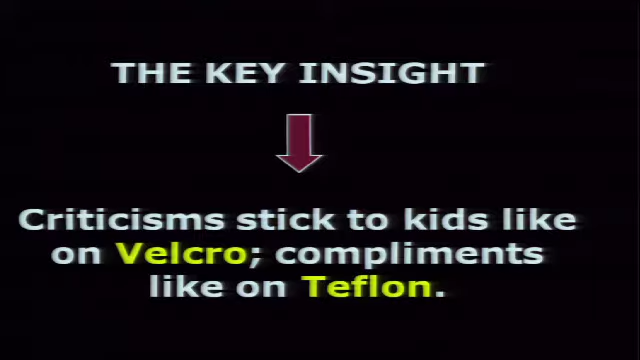 THE KEY INSIGHT
Criticisms stick to kids like
on Velcro; compliments
like on Teflon.